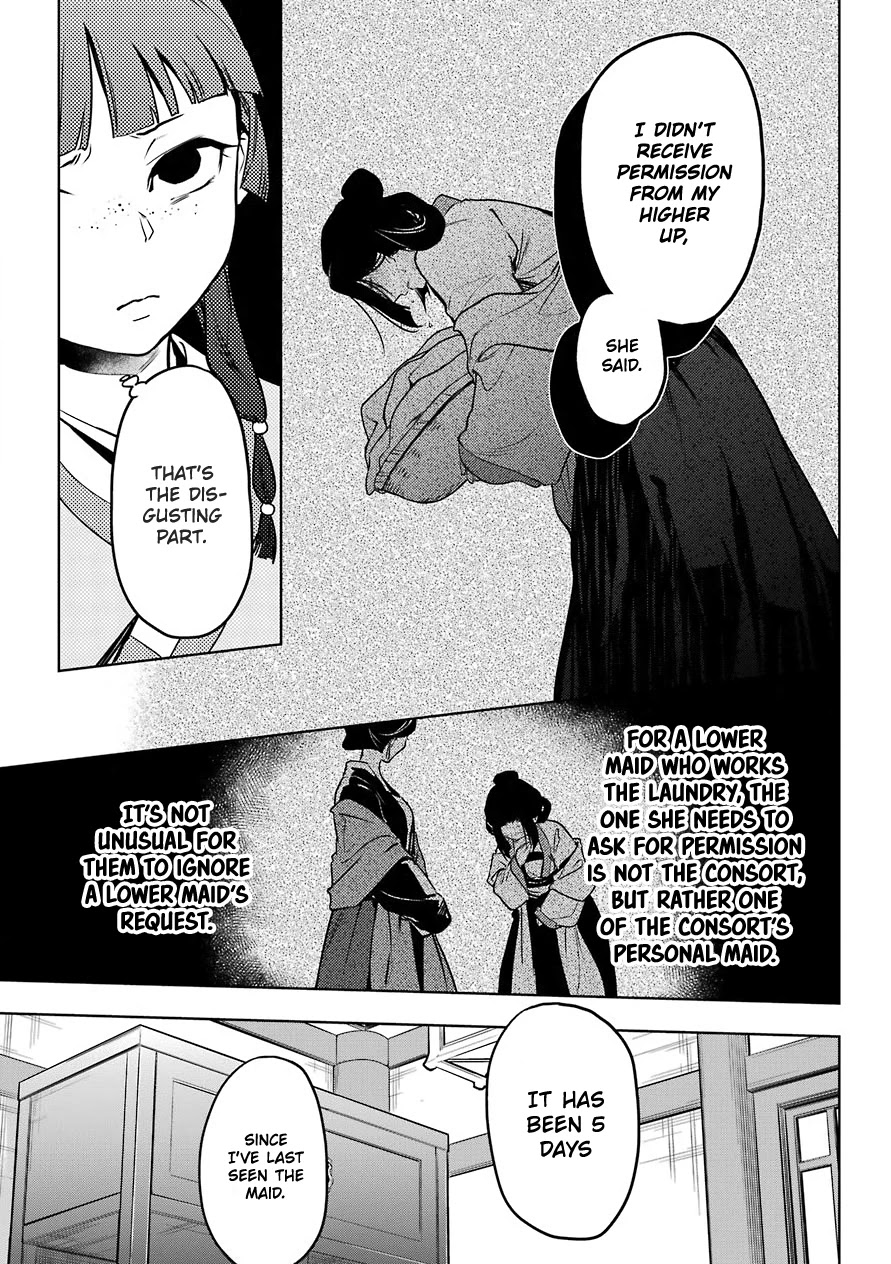 I DIDN'T
RECEIVE
PERMISSION
FROM MY
HIGHER
UP,
SHE
SAID.
THAT'S
THE DIS-
GUSTING
PART.
FOR A LOWER
MAID WHO WORKS
THE LAUNDRY, THE
ONE SHE NEEDS TO
ASK FOR PERMISSION
IS NOT THE CONSORT,
BUT RATHER ONE
OF THE CONSORT'S
PERSONAL MAID.
IT'S NOT
UNUSUAL FOR
THEM TO IGNORE
A LOWER MAID'S
REQUEST.
IT HAS
BEEN 5
DAYS
SINCE
I'VE LAST
SEEN THE
MAID.